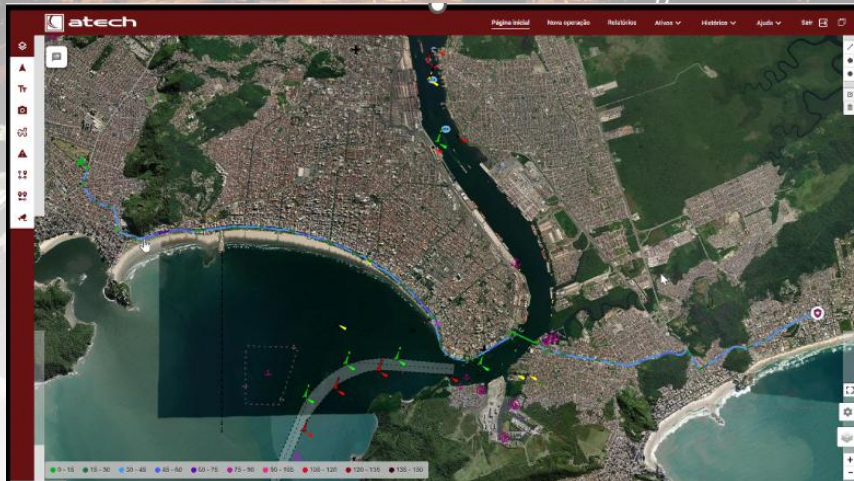 atech
Página inicial
Nova operação
Relatórios
Ativos
Histórico
Ajuda
Sair
0 - 15
15 - 30
30 - 45
45 - 60
60 - 75
75 - 90
90 - 105
105 - 120
120 - 135
135 - 150